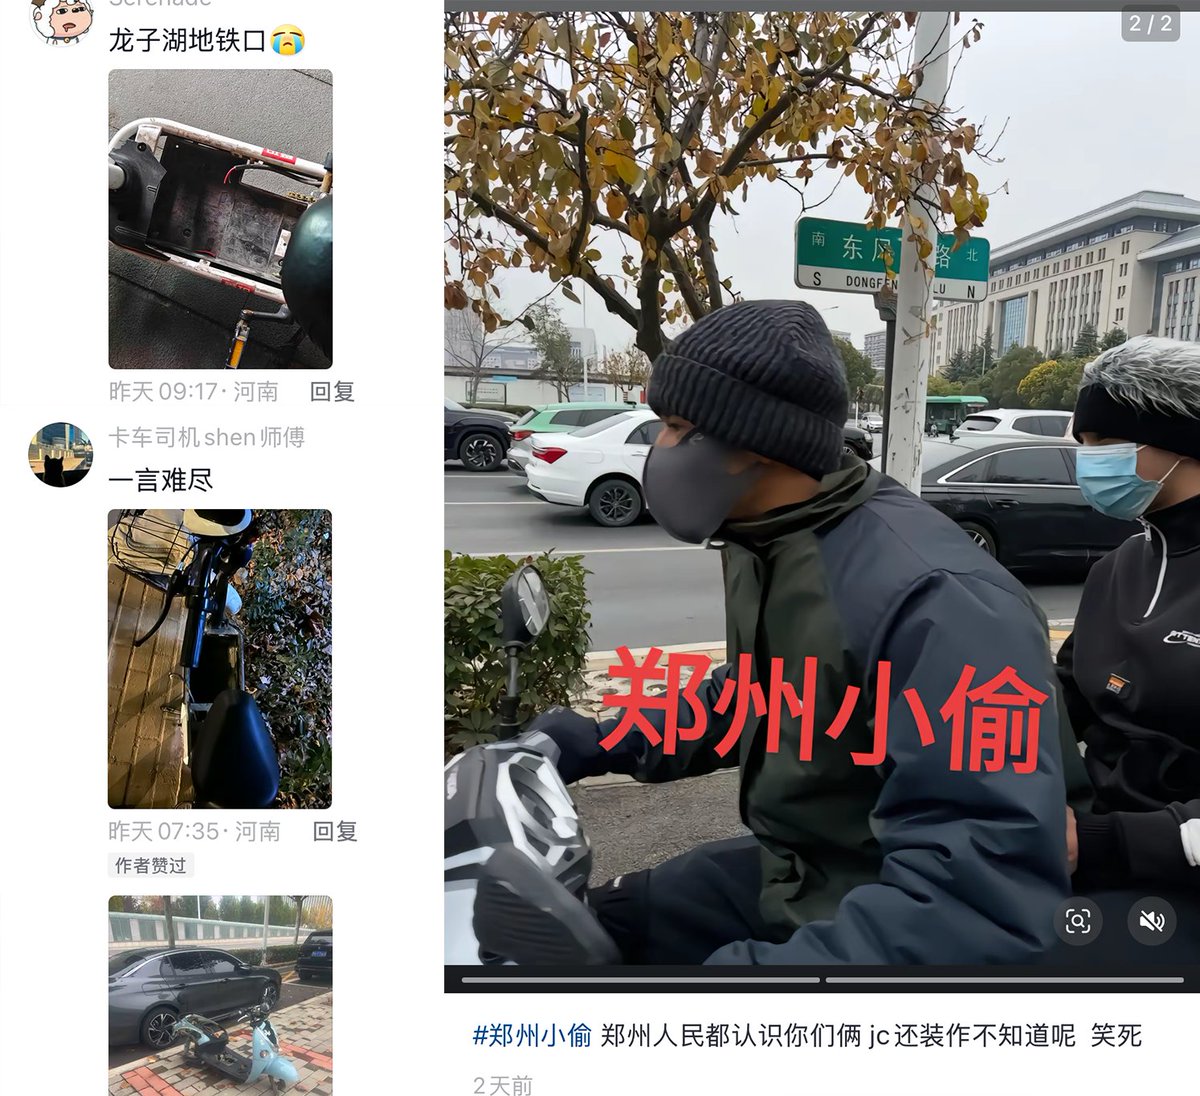 Serenade
龙子湖地铁口😭
昨天 09:17 · 河南 回复
卡车司机shen师傅
一言难尽
昨天 07:35 · 河南 回复
作者赞过
2 / 2
南 东风 路 北
S DONGFEN LU N
郑州小偷
#郑州小偷 郑州人民都认识你们俩 jc还装作不知道呢 笑死
2天前